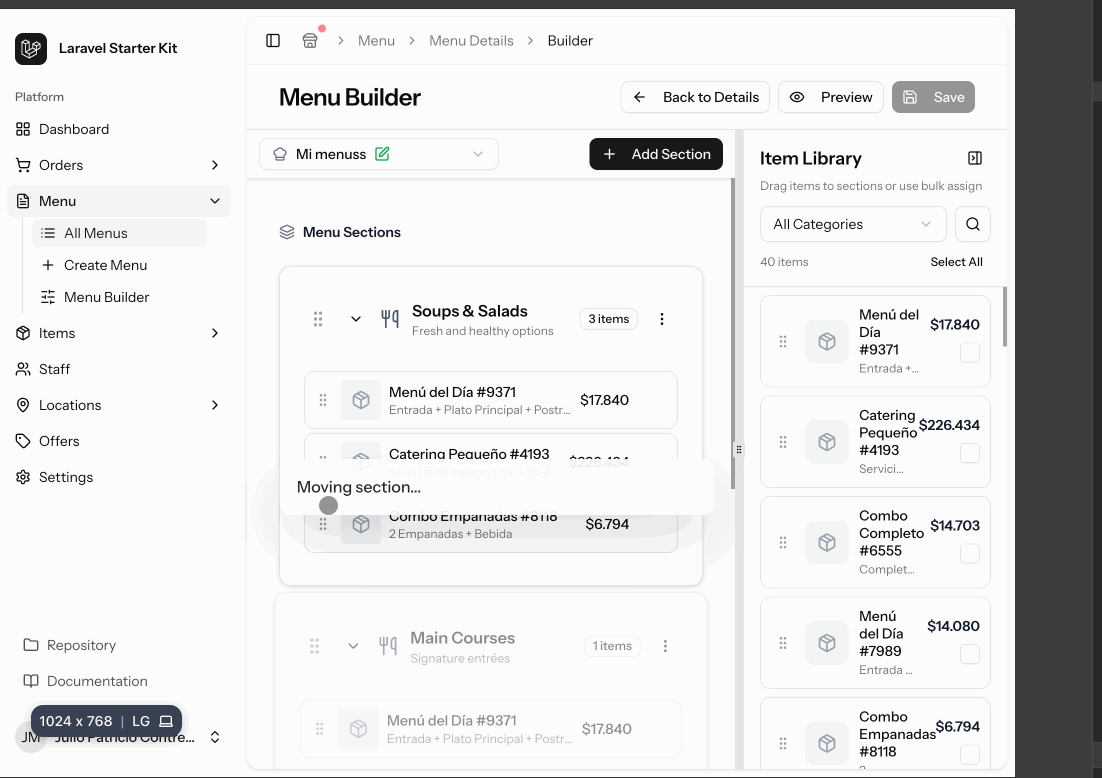 Laravel Starter Kit
Platform
Dashboard
Orders
Menu
All Menus
Create Menu
Menu Builder
Items
Staff
Locations
Offers
Settings
Repository
Documentation
1024 x 768 | LG
JM Julio Patricio Contre...
Menu > Menu Details > Builder
Menu Builder
Back to Details
Preview
Save
Mi menuss
Add Section
Menu Sections
Soups & Salads
Fresh and healthy options
3 items
Menú del Día #9371
Entrada + Plato Principal + Postr...
$17.840
Catering Pequeño #4193
$226.434
Moving section...
Combo Empanadas #8118
2 Empanadas + Bebida
$6.794
Main Courses
Signature entrées
1 items
Menú del Día #9371
Entrada + Plato Principal + Postr...
$17.840
Item Library
Drag items to sections or use bulk assign
All Categories
40 items
Select All
Menú del
Día
#9371
Entrada +...
$17.840
Catering
Pequeño
#4193
Servici...
$226.434
Combo
Completo
#6555
Complet...
$14.703
Menú
del Día
#7989
Entrada ...
$14.080
Combo
Empanadas
#8118
$6.794